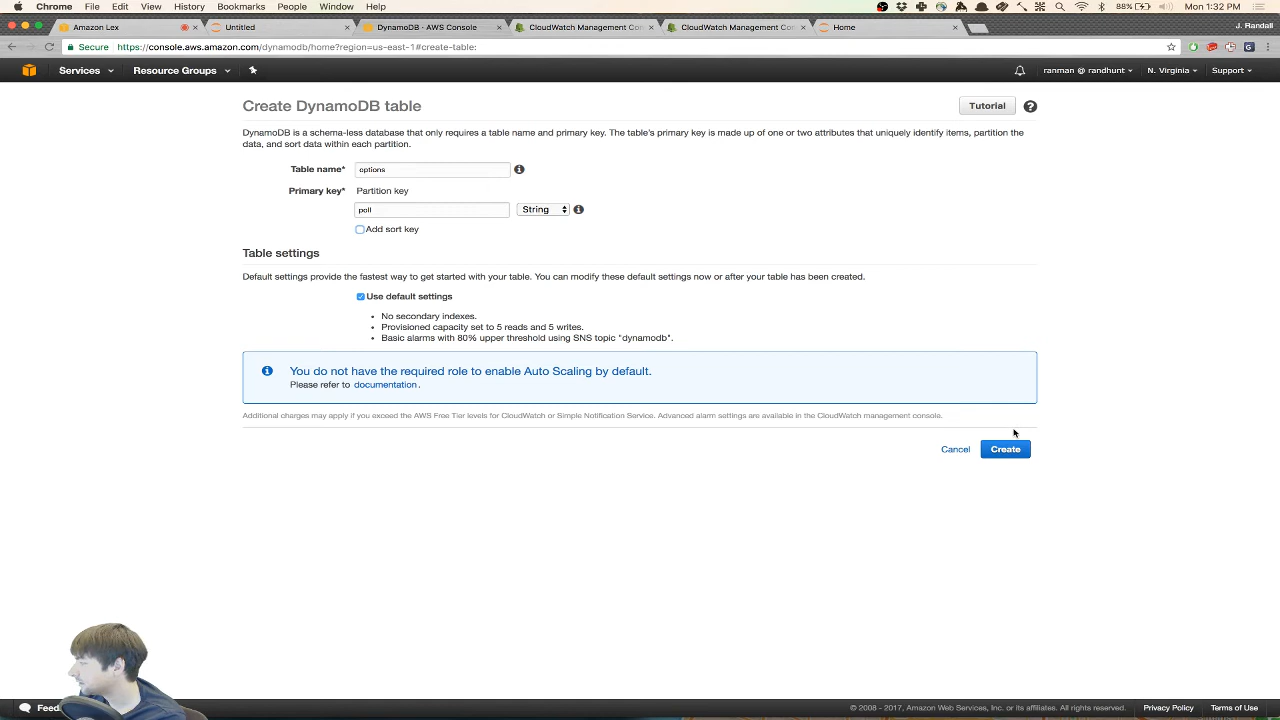 Chrome File Edit View History Bookmarks People Window Help 88% Mon 1:32 PM
Amazon Lex Untitled DynamoDB - AWS Console CloudWatch Management Con CloudWatch Management Con Home J. Randall
Secure https://console.aws.amazon.com/dynamodb/home?region=us-east-1#create-table:
Services Resource Groups ranman @ randhunt N. Virginia Support
Create DynamoDB table Tutorial
DynamoDB is a schema-less database that only requires a table name and primary key. The table's primary key is made up of one or two attributes that uniquely identify items, partition the
data, and sort data within each partition.
Table name* options
Primary key* Partition key
poll String
Add sort key
Table settings
Default settings provide the fastest way to get started with your table. You can modify these default settings now or after your table has been created.
Use default settings
No secondary indexes.
Provisioned capacity set to 5 reads and 5 writes.
Basic alarms with 80% upper threshold using SNS topic "dynamodb".
You do not have the required role to enable Auto Scaling by default.
Please refer to documentation.
Additional charges may apply if you exceed the AWS Free Tier levels for CloudWatch or Simple Notification Service. Advanced alarm settings are available in the CloudWatch management console.
Cancel Create
Feed © 2008 - 2017, Amazon Web Services, Inc. or its affiliates. All rights reserved. Privacy Policy Terms of Use